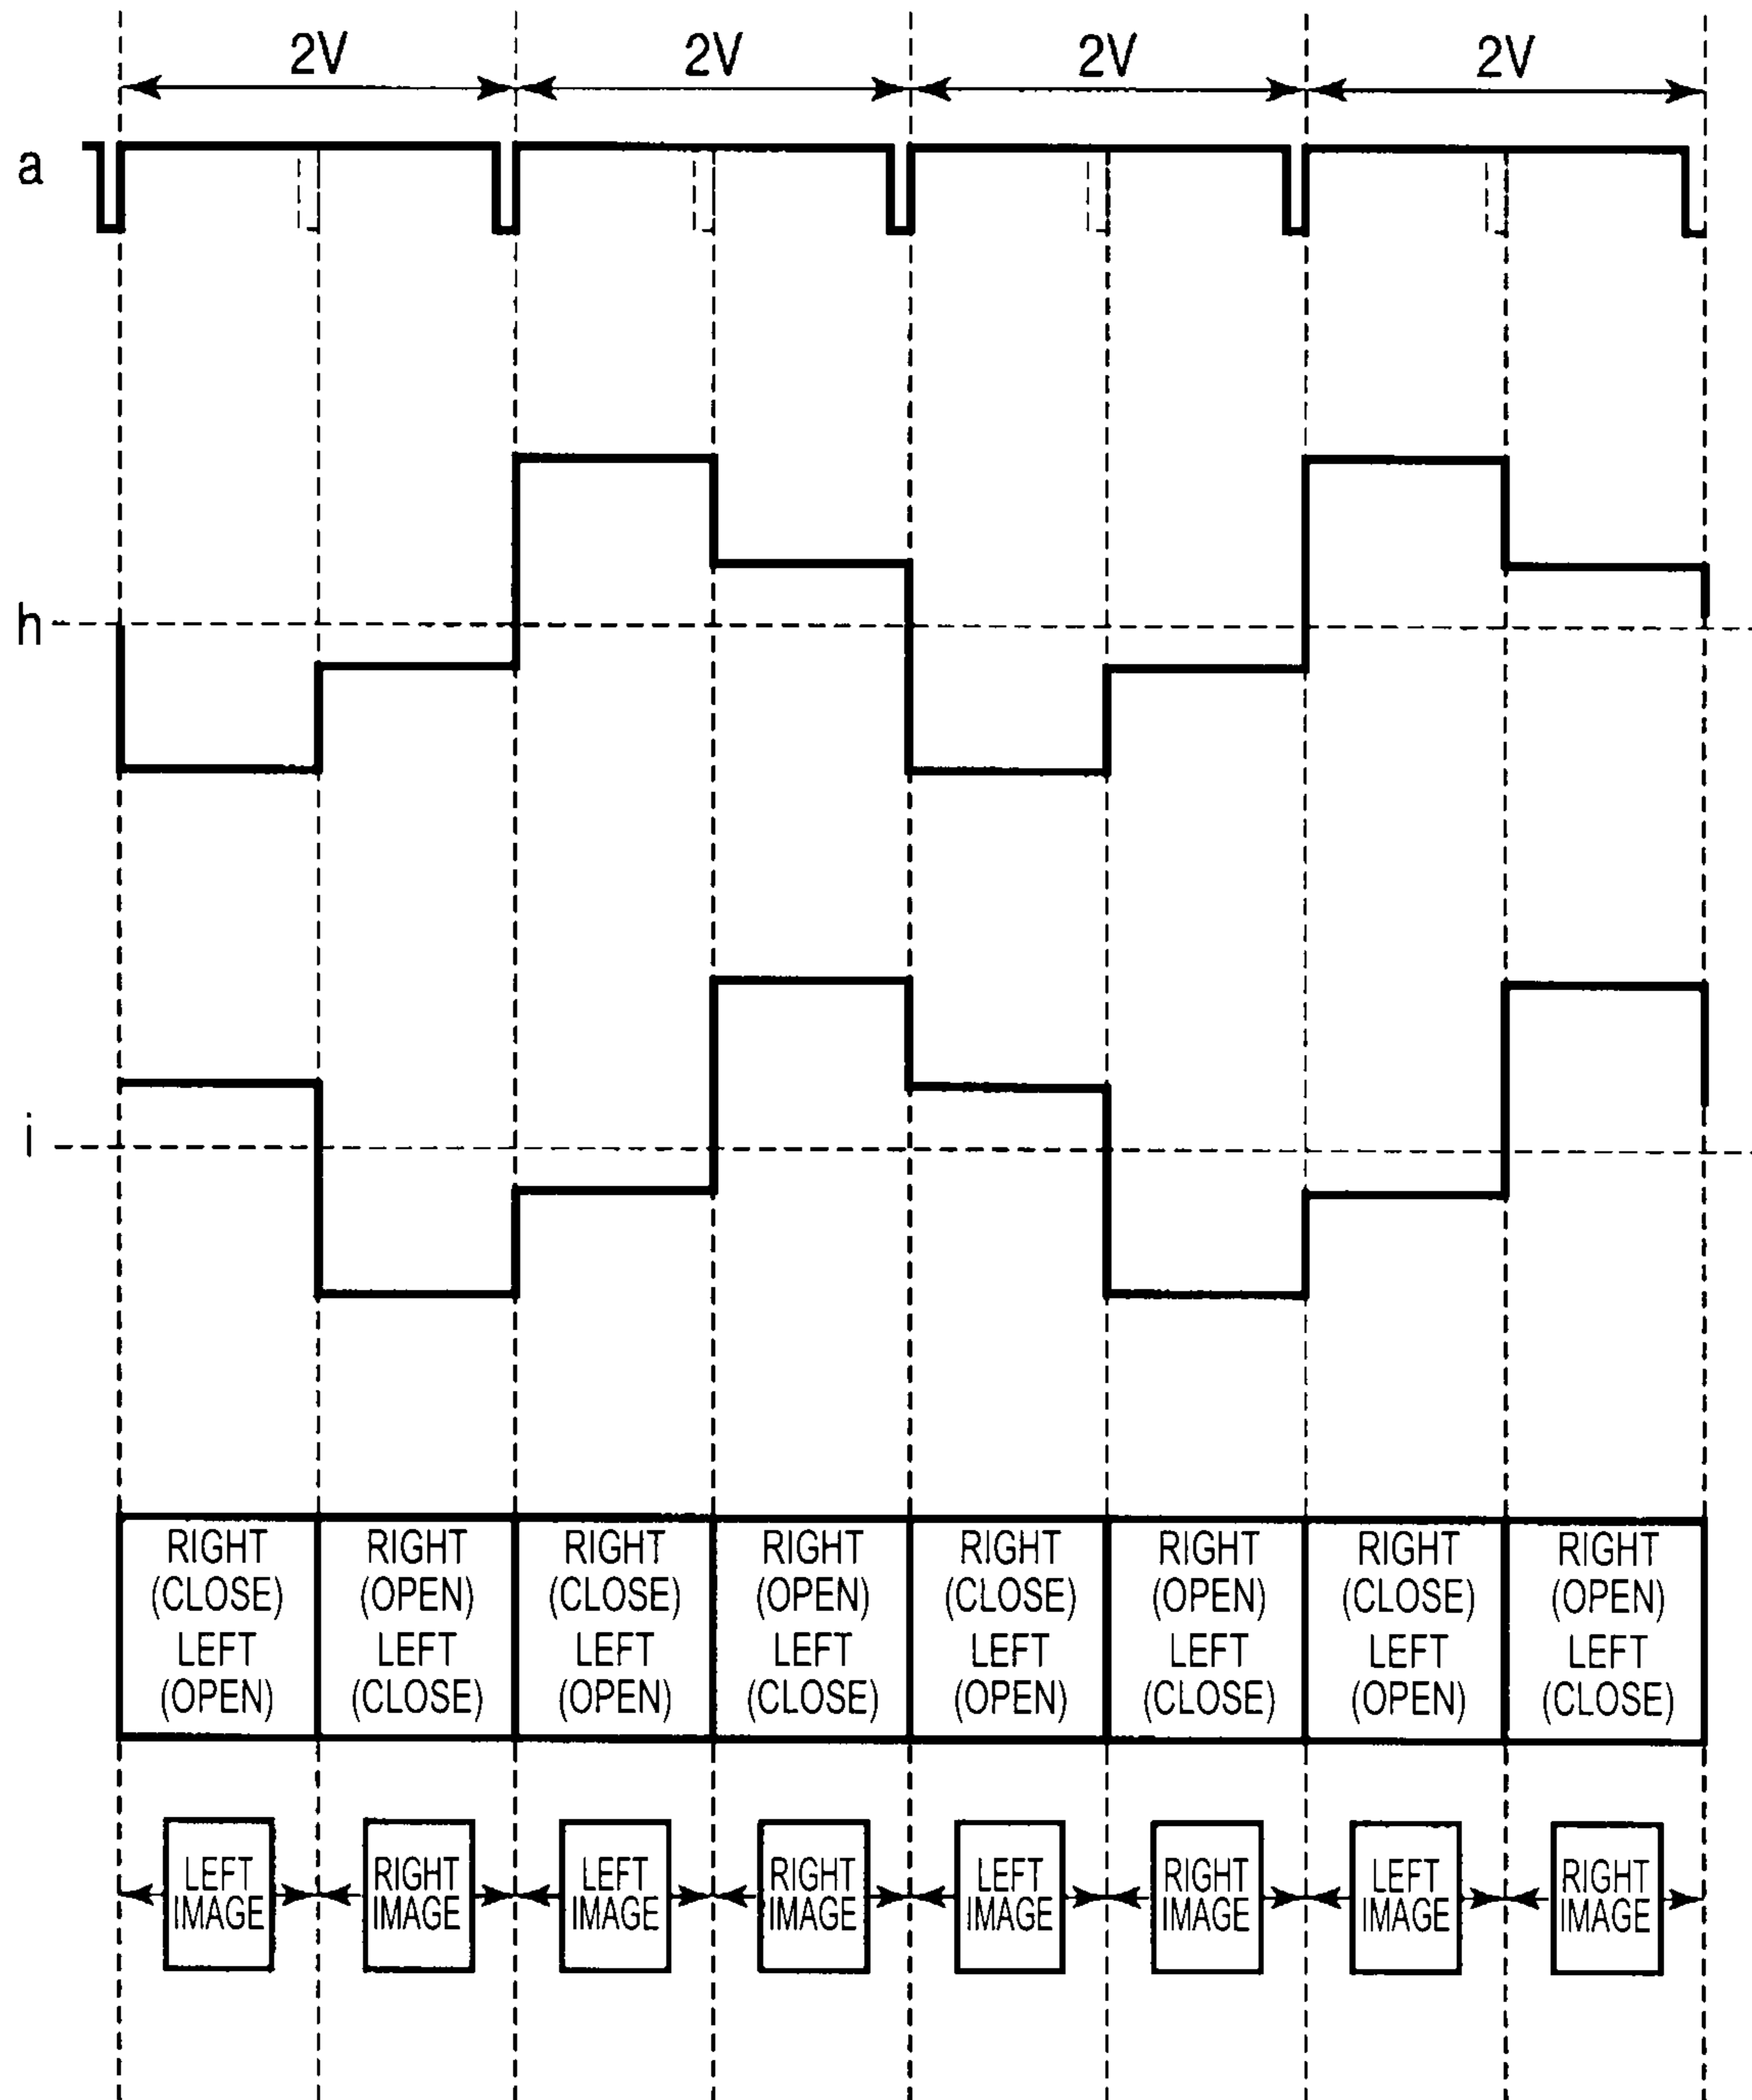 2V 2V 2V 2V
a
h
i
RIGHT RIGHT RIGHT RIGHT RIGHT RIGHT RIGHT RIGHT
(CLOSE) (OPEN) (CLOSE) (OPEN) (CLOSE) (OPEN) (CLOSE) (OPEN)
LEFT LEFT LEFT LEFT LEFT LEFT LEFT LEFT
(OPEN) (CLOSE) (OPEN) (CLOSE) (OPEN) (CLOSE) (OPEN) (CLOSE)
LEFT RIGHT LEFT RIGHT LEFT RIGHT LEFT RIGHT
IMAGE IMAGE IMAGE IMAGE IMAGE IMAGE IMAGE IMAGE